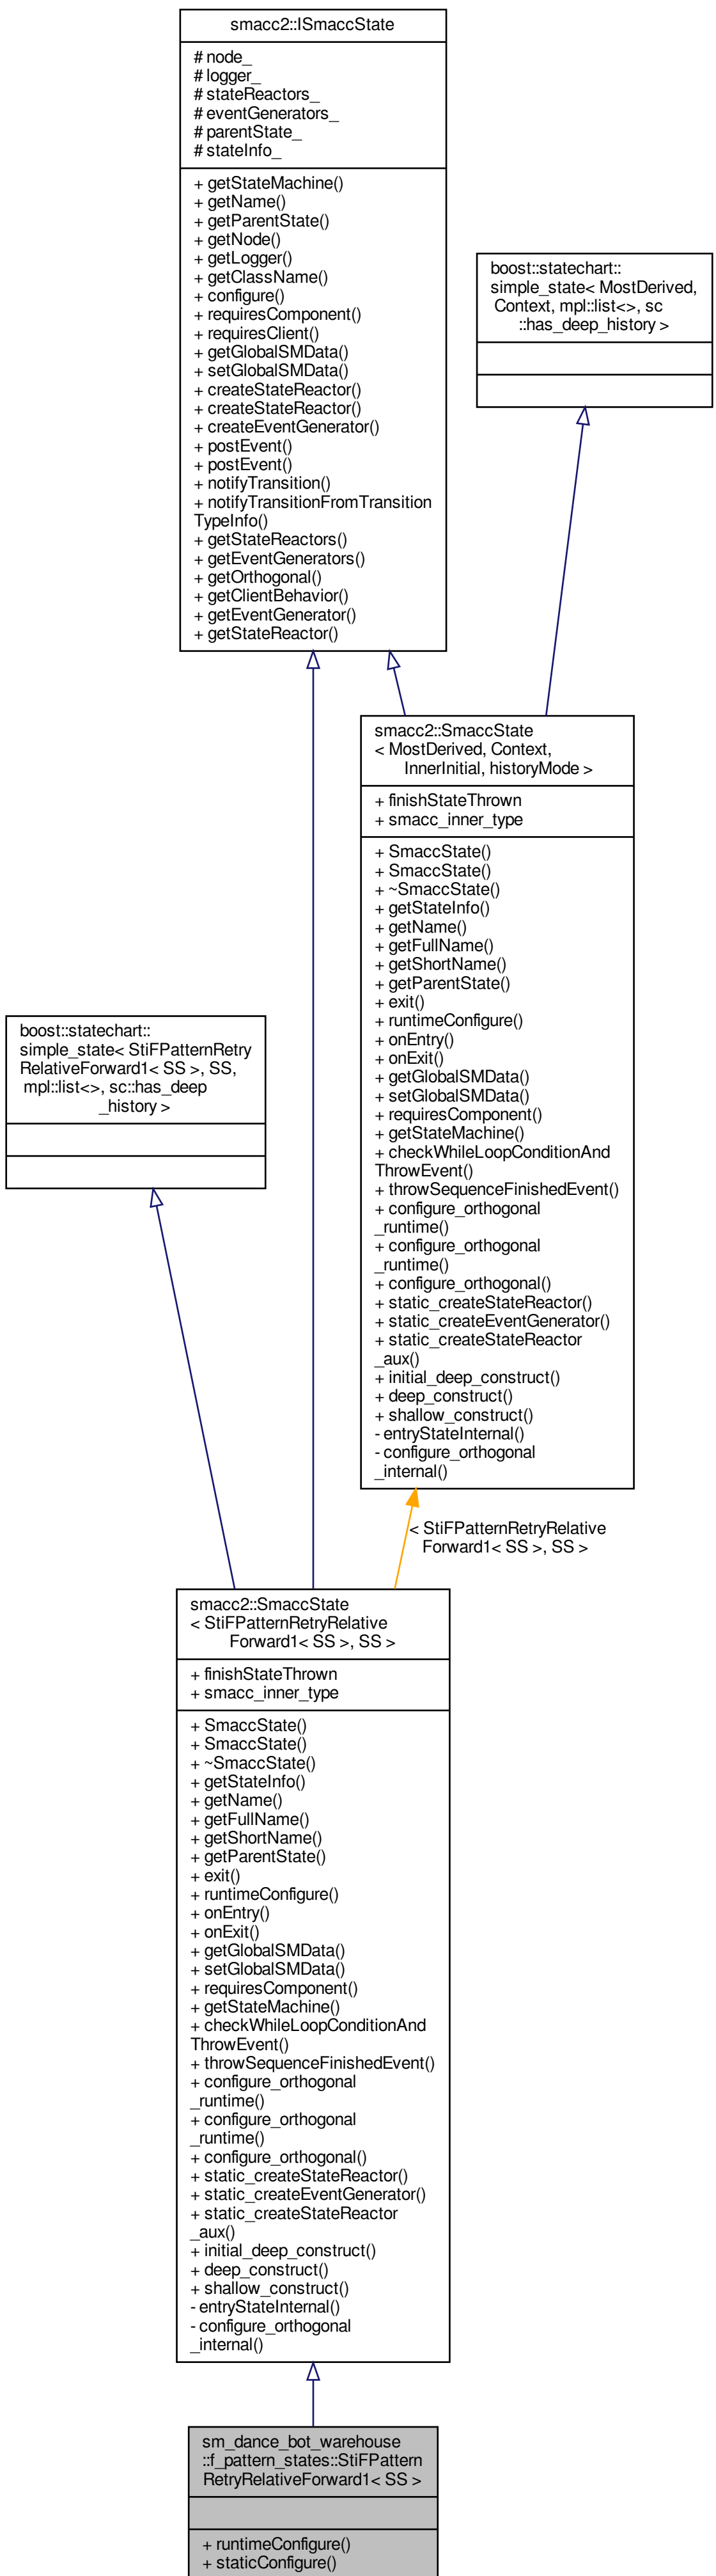 smacc2::ISmaccState
# node_
# logger_
# stateReactors_
# eventGenerators_
# parentState_
# stateInfo_
+ getStateMachine()
+ getName()
+ getParentState()
+ getNode()
+ getLogger()
+ getClassName()
+ configure()
+ requiresComponent()
+ requiresClient()
+ getGlobalSMData()
+ setGlobalSMData()
+ createStateReactor()
+ createStateReactor()
+ createEventGenerator()
+ postEvent()
+ postEvent()
+ notifyTransition()
+ notifyTransitionFromTransition
TypeInfo()
+ getStateReactors()
+ getEventGenerators()
+ getOrthogonal()
+ getClientBehavior()
+ getEventGenerator()
+ getStateReactor()
boost::statechart::
simple_state< MostDerived,
Context, mpl::list<>, sc
::has_deep_history >
smacc2::SmaccState
< MostDerived, Context,
InnerInitial, historyMode >
+ finishStateThrown
+ smacc_inner_type
+ SmaccState()
+ SmaccState()
+ ~SmaccState()
+ getStateInfo()
+ getName()
+ getFullName()
+ getShortName()
+ getParentState()
+ exit()
+ runtimeConfigure()
+ onEntry()
+ onExit()
+ getGlobalSMData()
+ setGlobalSMData()
+ requiresComponent()
+ getStateMachine()
+ checkWhileLoopConditionAnd
ThrowEvent()
+ throwSequenceFinishedEvent()
+ configure_orthogonal
_runtime()
+ configure_orthogonal
_runtime()
+ configure_orthogonal()
+ static_createStateReactor()
+ static_createEventGenerator()
+ static_createStateReactor
_aux()
+ initial_deep_construct()
+ deep_construct()
+ shallow_construct()
- entryStateInternal()
- configure_orthogonal
_internal()
boost::statechart::
simple_state< StiFPatternRetry
RelativeForward1< SS >, SS,
mpl::list<>, sc::has_deep
_history >
< StiFPatternRetryRelative
Forward1< SS >, SS >
smacc2::SmaccState
< StiFPatternRetryRelative
Forward1< SS >, SS >
+ finishStateThrown
+ smacc_inner_type
+ SmaccState()
+ SmaccState()
+ ~SmaccState()
+ getStateInfo()
+ getName()
+ getFullName()
+ getShortName()
+ getParentState()
+ exit()
+ runtimeConfigure()
+ onEntry()
+ onExit()
+ getGlobalSMData()
+ setGlobalSMData()
+ requiresComponent()
+ getStateMachine()
+ checkWhileLoopConditionAnd
ThrowEvent()
+ throwSequenceFinishedEvent()
+ configure_orthogonal
_runtime()
+ configure_orthogonal
_runtime()
+ configure_orthogonal()
+ static_createStateReactor()
+ static_createEventGenerator()
+ static_createStateReactor
_aux()
+ initial_deep_construct()
+ deep_construct()
+ shallow_construct()
- entryStateInternal()
- configure_orthogonal
_internal()
sm_dance_bot_warehouse
::f_pattern_states::StiFPattern
RetryRelativeForward1< SS >
+ runtimeConfigure()
+ staticConfigure()